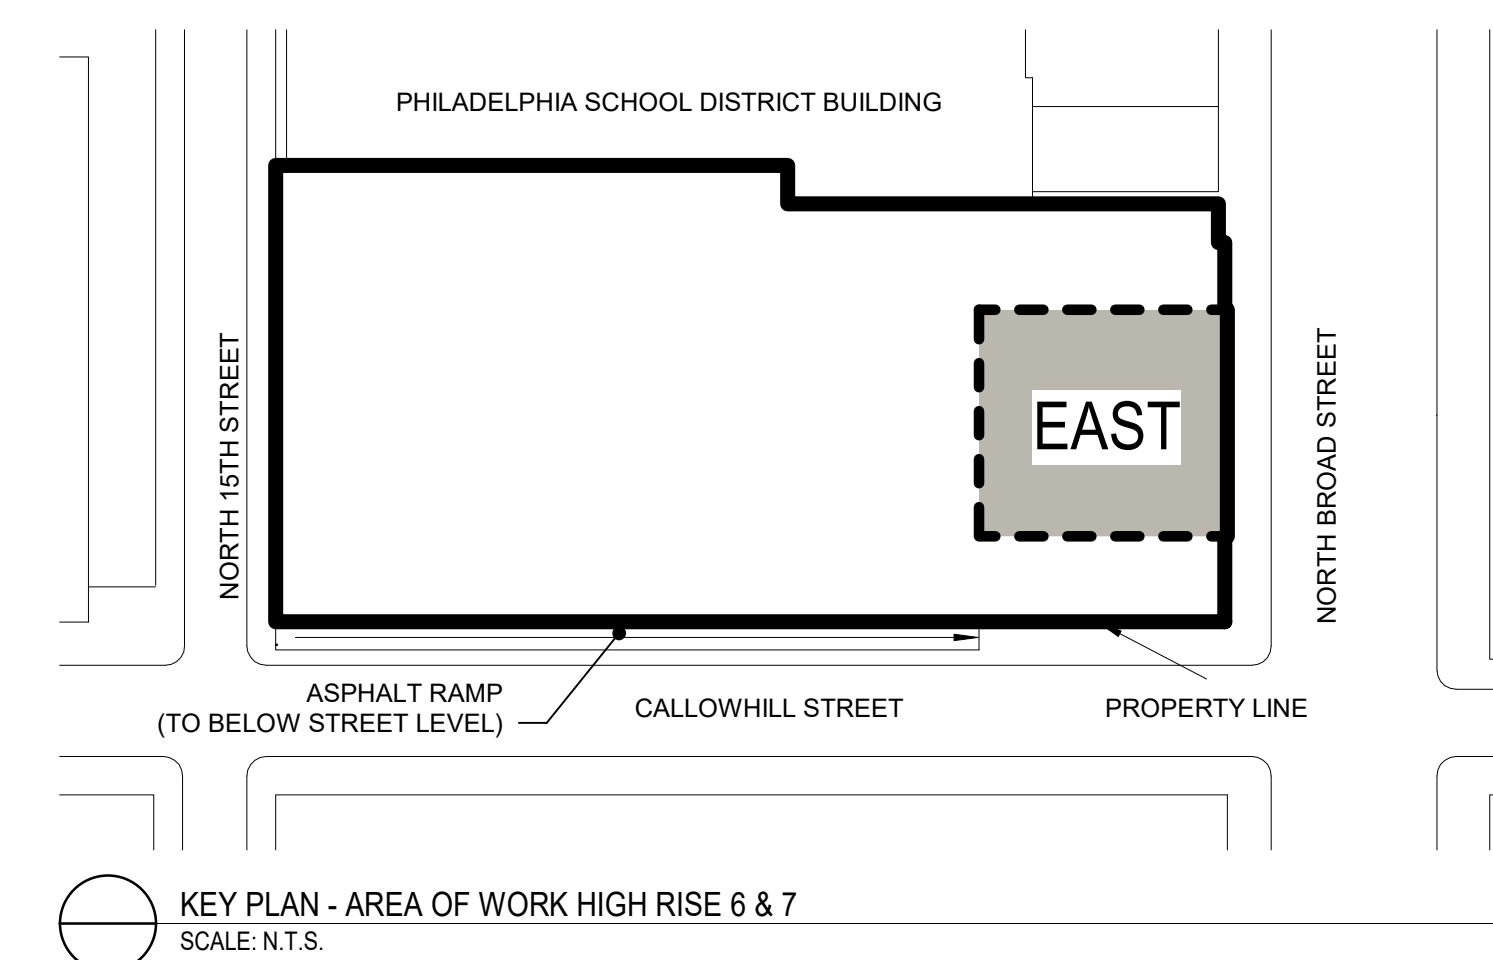 PHILADELPHIA SCHOOL DISTRICT BUILDING
NORTH 15TH STREET
EAST
NORTH BROAD STREET
ASPHALT RAMP
(TO BELOW STREET LEVEL)
CALLOWHILL STREET
PROPERTY LINE
KEY PLAN - AREA OF WORK HIGH RISE 6 & 7
SCALE: N.T.S.